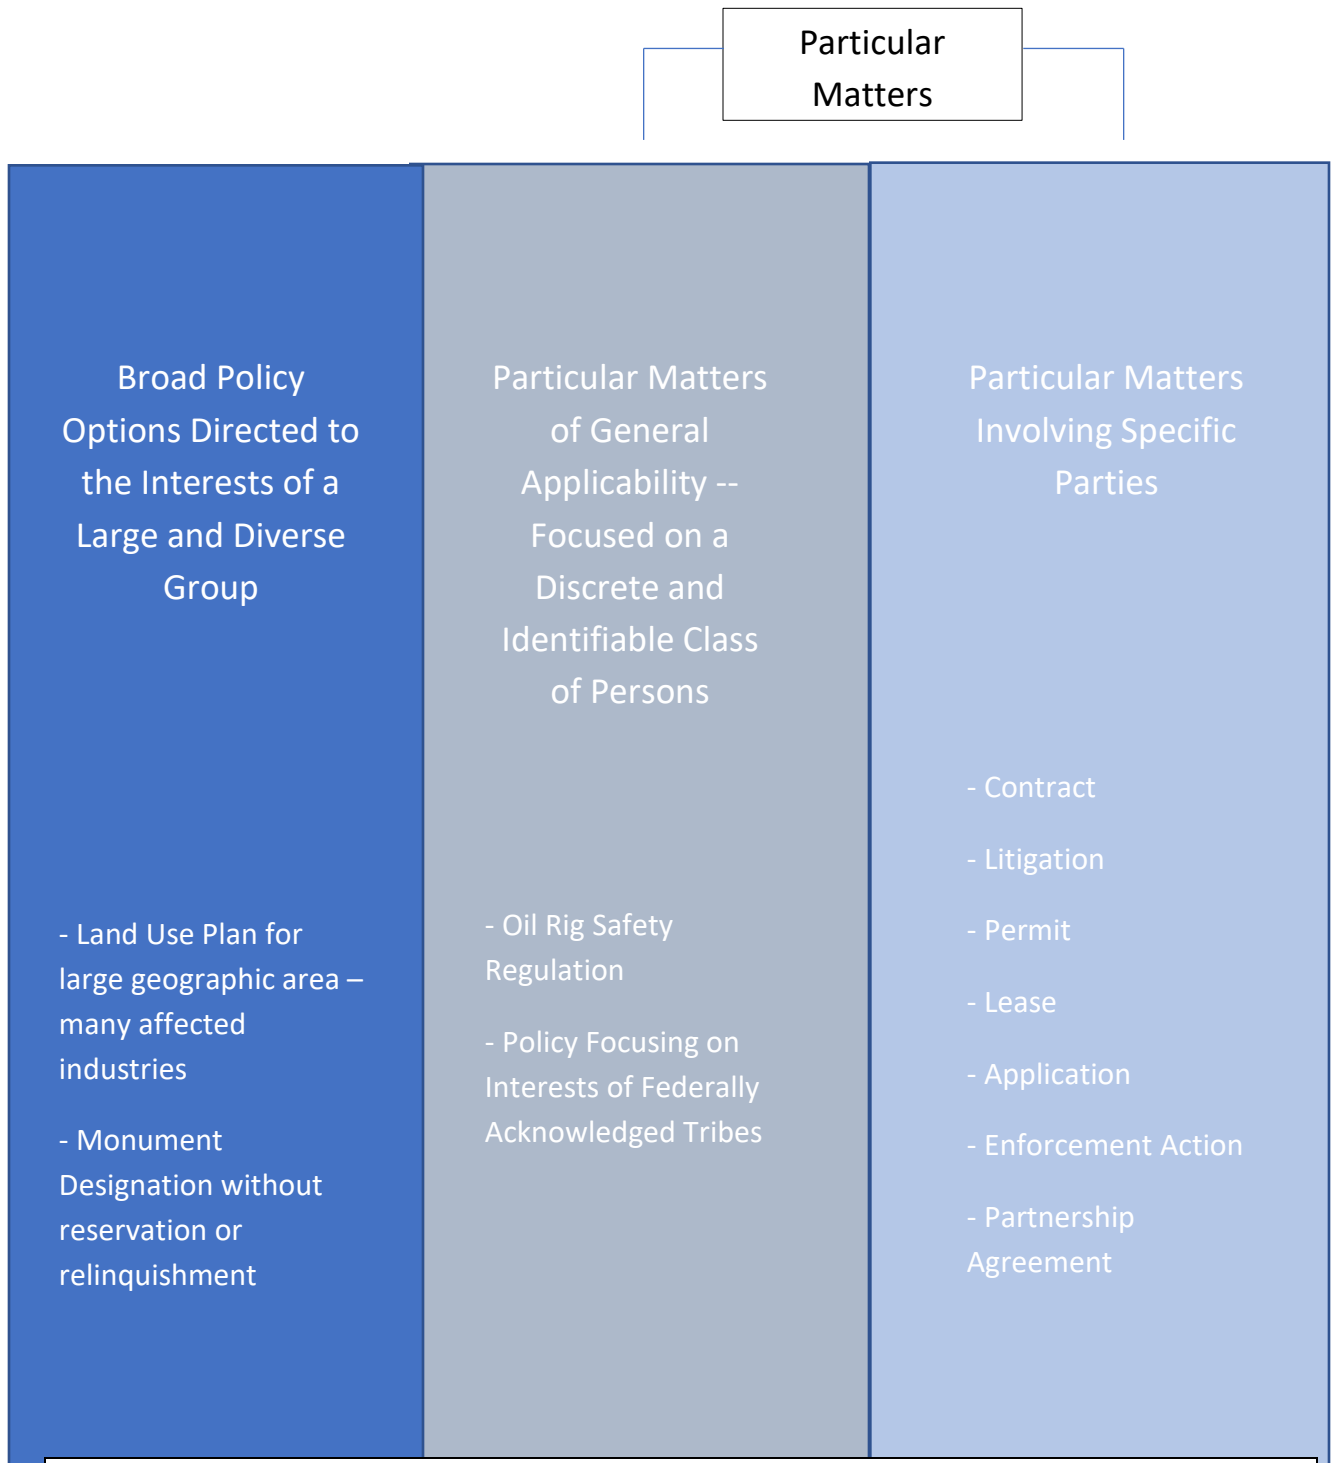 Particular
Matters
Broad Policy
Options Directed to
the Interests of a
Large and Diverse
Group
- Land Use Plan for
large geographic area –
many affected
industries
- Monument
Designation without
reservation or
relinquishment
Particular Matters
of General
Applicability --
Focused on a
Discrete and
Identifiable Class
of Persons
- Oil Rig Safety
Regulation
- Policy Focusing on
Interests of Federally
Acknowledged Tribes
Particular Matters
Involving Specific
Parties
- Contract
- Litigation
- Permit
- Lease
- Application
- Enforcement Action
- Partnership
Agreement